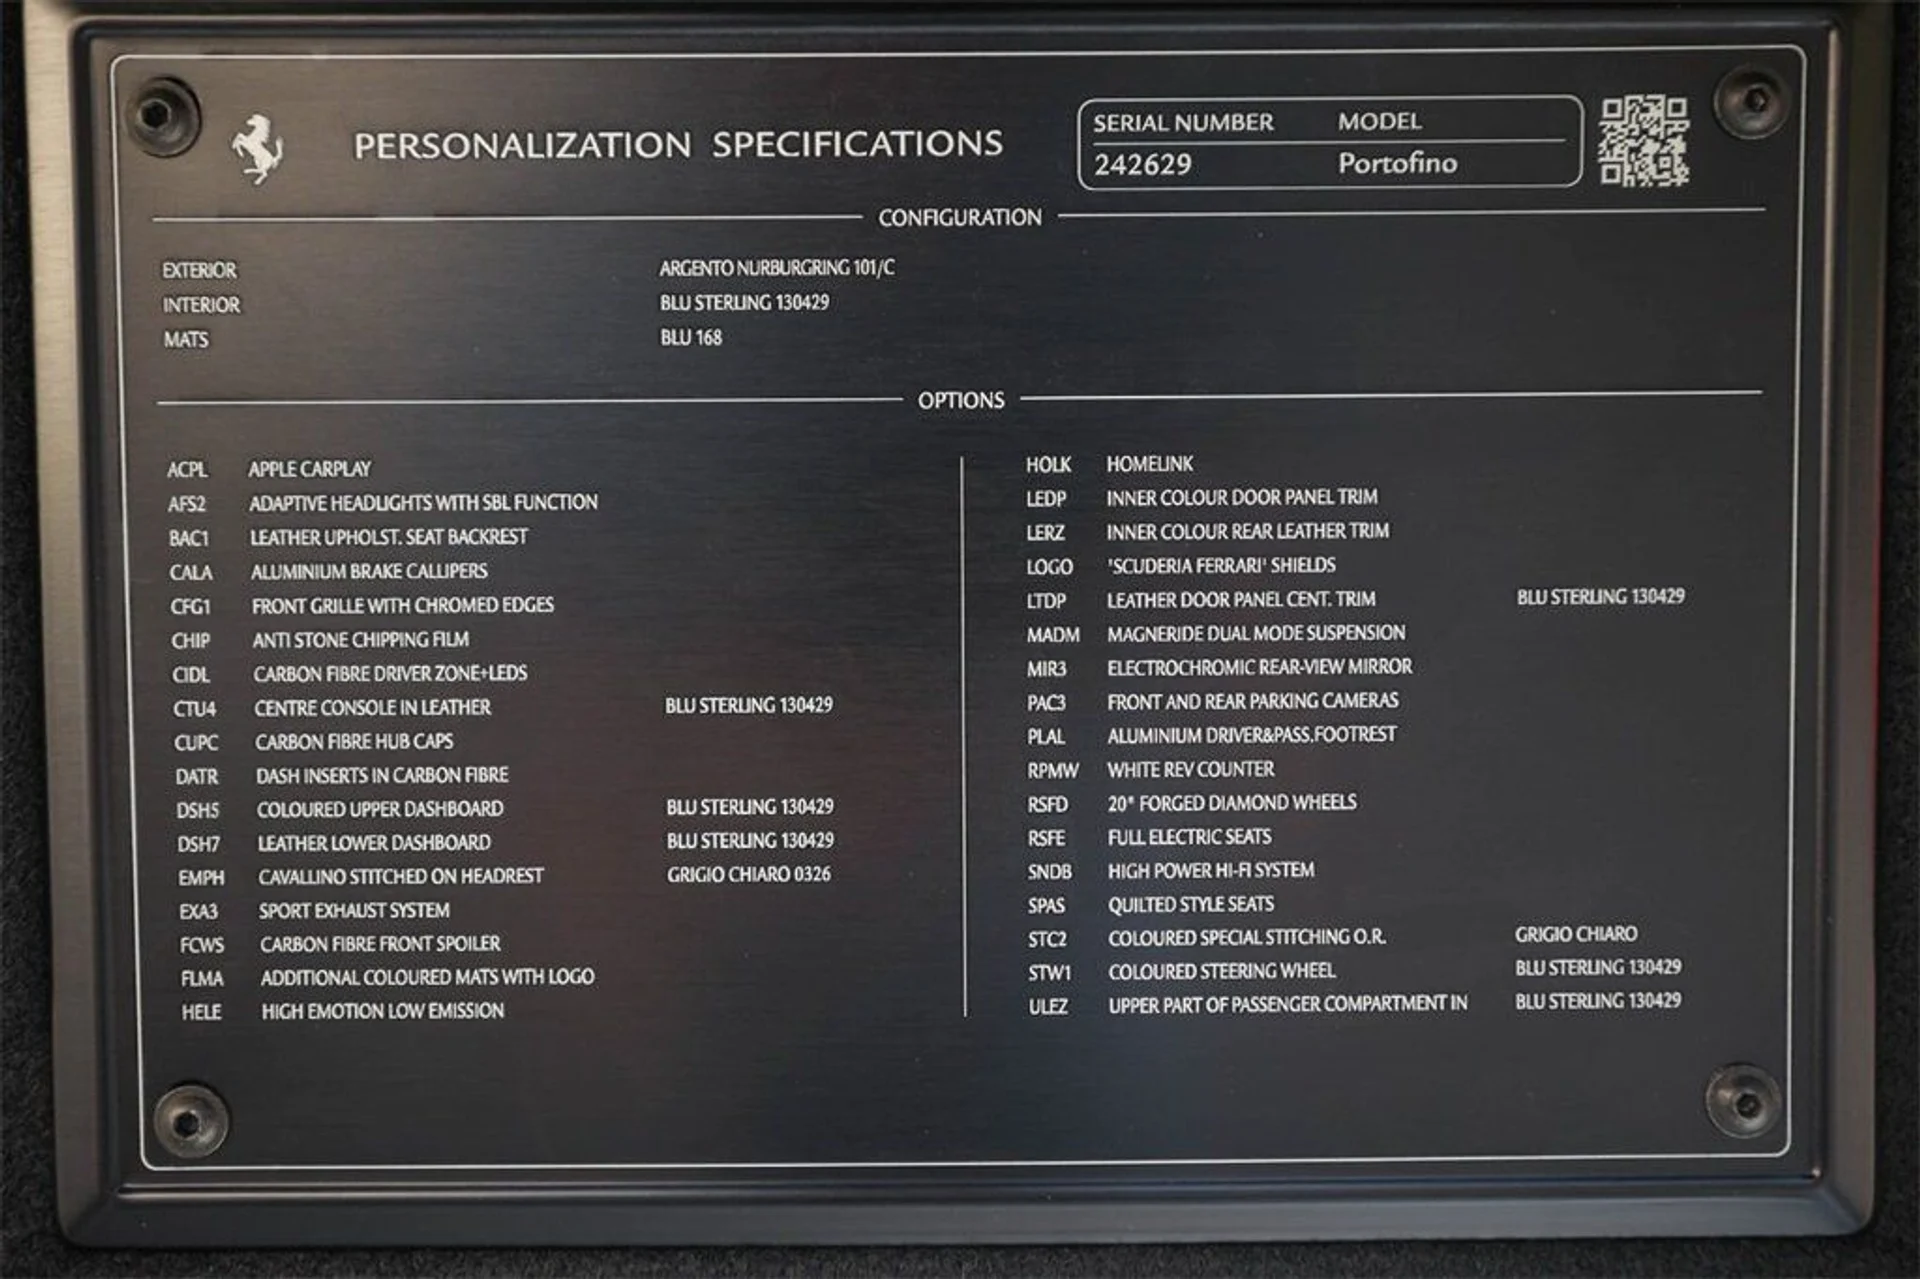 PERSONALIZATION SPECIFICATIONS
SERIAL NUMBER MODEL
242629 Portofino
CONFIGURATION
EXTERIOR ARGENTO NURBURGRING 101/C
INTERIOR BLU STERLING 130429
MATS BLU 168
OPTIONS
ACPL APPLE CARPLAY
AFS2 ADAPTIVE HEADLIGHTS WITH SBL FUNCTION
BAC1 LEATHER UPHOLST. SEAT BACKREST
CALA ALUMINIUM BRAKE CALLIPERS
CFG1 FRONT GRILLE WITH CHROMED EDGES
CHIP ANTI STONE CHIPPING FILM
CIDL CARBON FIBRE DRIVER ZONE+LEDS
CTU4 CENTRE CONSOLE IN LEATHER BLU STERLING 130429
CUPC CARBON FIBRE HUB CAPS
DATR DASH INSERTS IN CARBON FIBRE
DSH5 COLOURED UPPER DASHBOARD BLU STERLING 130429
DSH7 LEATHER LOWER DASHBOARD BLU STERLING 130429
EMPH CAVALLINO STITCHED ON HEADREST GRIGIO CHIARO 0326
EXA3 SPORT EXHAUST SYSTEM
FCWS CARBON FIBRE FRONT SPOILER
FLMA ADDITIONAL COLOURED MATS WITH LOGO
HELE HIGH EMOTION LOW EMISSION
HOLK HOMELINK
LEDP INNER COLOUR DOOR PANEL TRIM
LERZ INNER COLOUR REAR LEATHER TRIM
LOGO 'SCUDERIA FERRARI' SHIELDS
LTDP LEATHER DOOR PANEL CENT. TRIM BLU STERLING 130429
MADM MAGNERIDE DUAL MODE SUSPENSION
MIR3 ELECTROCHROMIC REAR-VIEW MIRROR
PAC3 FRONT AND REAR PARKING CAMERAS
PLAL ALUMINIUM DRIVER&PASS.FOOTREST
RPMW WHITE REV COUNTER
RSFD 20" FORGED DIAMOND WHEELS
RSFE FULL ELECTRIC SEATS
SNDB HIGH POWER HI-FI SYSTEM
SPAS QUILTED STYLE SEATS
STC2 COLOURED SPECIAL STITCHING O.R. GRIGIO CHIARO
STW1 COLOURED STEERING WHEEL BLU STERLING 130429
ULEZ UPPER PART OF PASSENGER COMPARTMENT IN BLU STERLING 130429